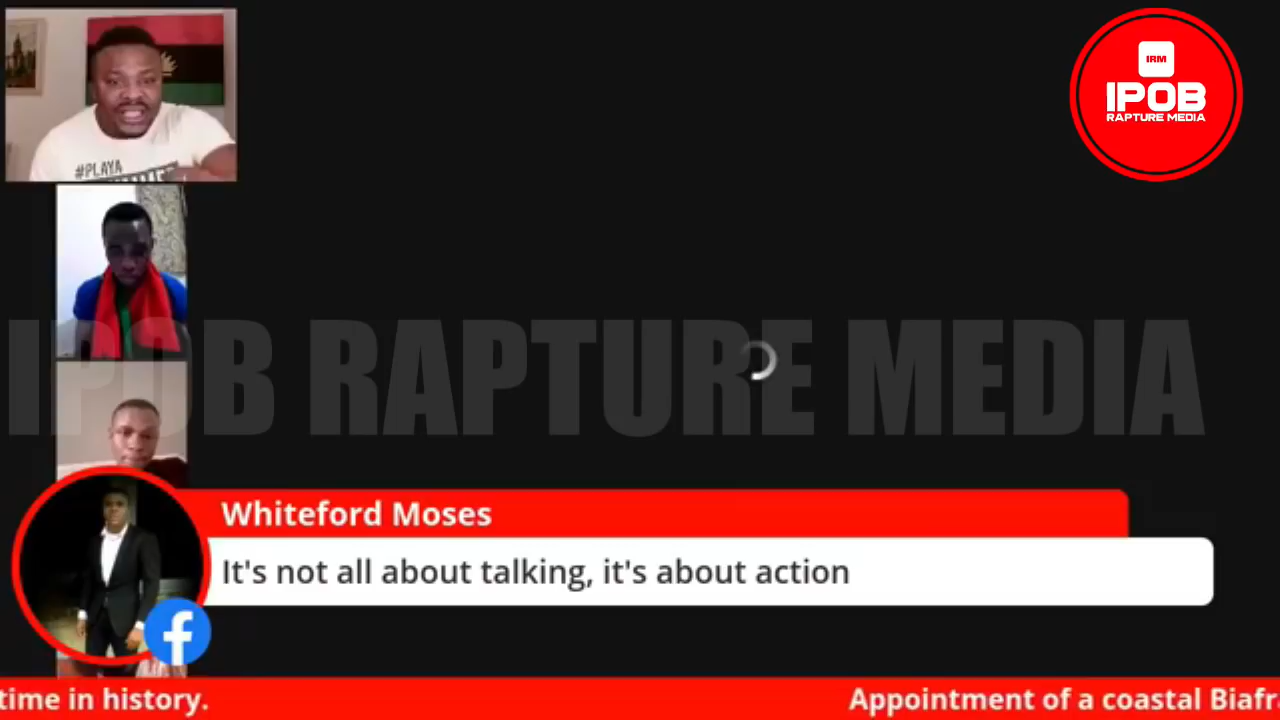 #PLAYA
IRM
IPOB
RAPTURE MEDIA
IPOB RAPTURE MEDIA
Whiteford Moses
It's not all about talking, it's about action
time in history.
Appointment of a coastal